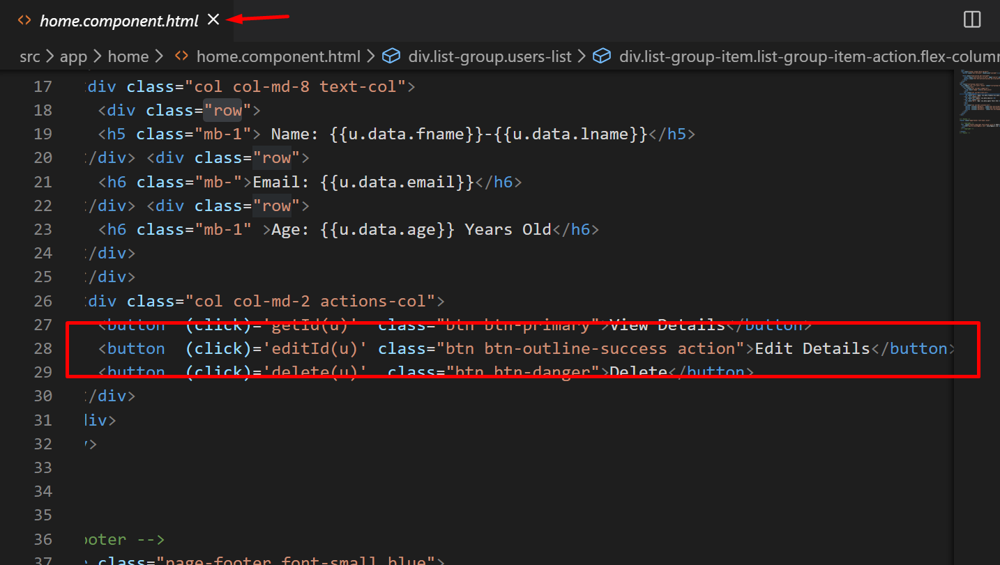 home.component.html
src > app > home > home.component.html > div.list-group.users-list > div.list-group-item.list-group-item-action.flex-column
17 div class="col col-md-8 text-col">
18 <div class="row">
19 <h5 class="mb-1"> Name: {{u.data.fname}}-{{u.data.lname}}</h5>
20 /div> <div class="row">
21 <h6 class="mb-">Email: {{u.data.email}}</h6>
22 /div> <div class="row">
23 <h6 class="mb-1" >Age: {{u.data.age}} Years Old</h6>
24 /div>
25 /div>
26 div class="col col-md-2 actions-col">
27 <button (click)='getId(u)' class="btn btn-primary">View Details</button>
28 <button (click)='editId(u)' class="btn btn-outline-success action">Edit Details</button>
29 <button (click)='delete(u)' class="btn btn-danger">Delete</button>
30 /div>
31 div>
32 v>
33
34
35
36 ooter -->
37 class="page-footer font-small blue">